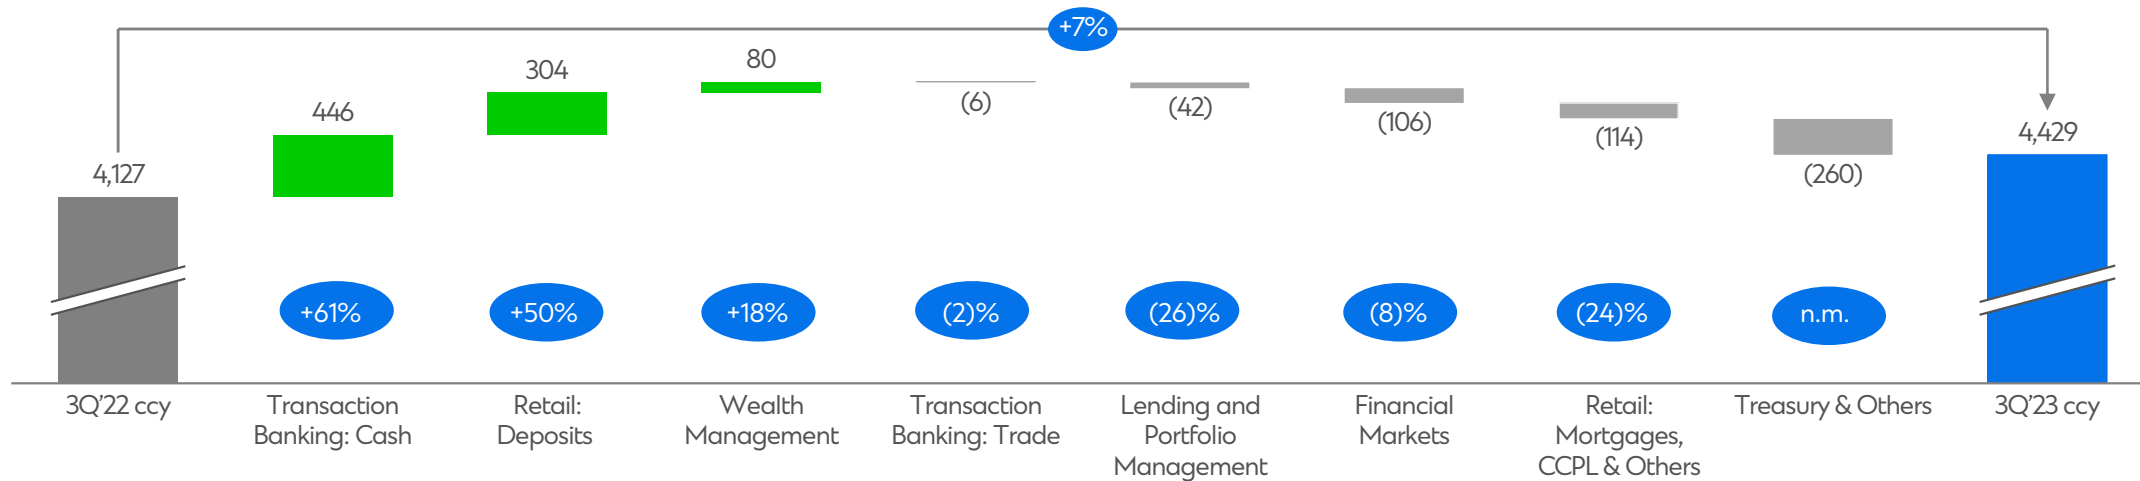 +7%
4,127
446
304
80
(6)
(42)
(106)
(114)
(260)
4,429
+61%
+50%
+18%
(2)%
(26)%
(8)%
(24)%
n.m.
3Q’22 ccy
Transaction
Banking: Cash
Retail:
Deposits
Wealth
Management
Transaction
Banking: Trade
Lending and
Portfolio
Management
Financial
Markets
Retail:
Mortgages,
CCPL & Others
Treasury & Others
3Q’23 ccy